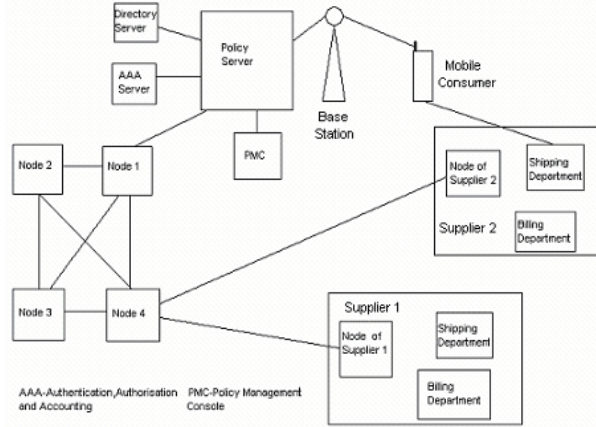 Directory
Server
Policy
Server
AAA
Server
Base
Station
Mobile
Consumer
PMC
Node 2
Node 1
Node of
Supplier 2
Shipping
Department
Supplier 2
Billing
Department
Node 3
Node 4
Supplier 1
Node of
Supplier 1
Shipping
Department
Billing
Department
AAA-Authentication,Authorisation
and Accounting
PMC-Policy Management
Console